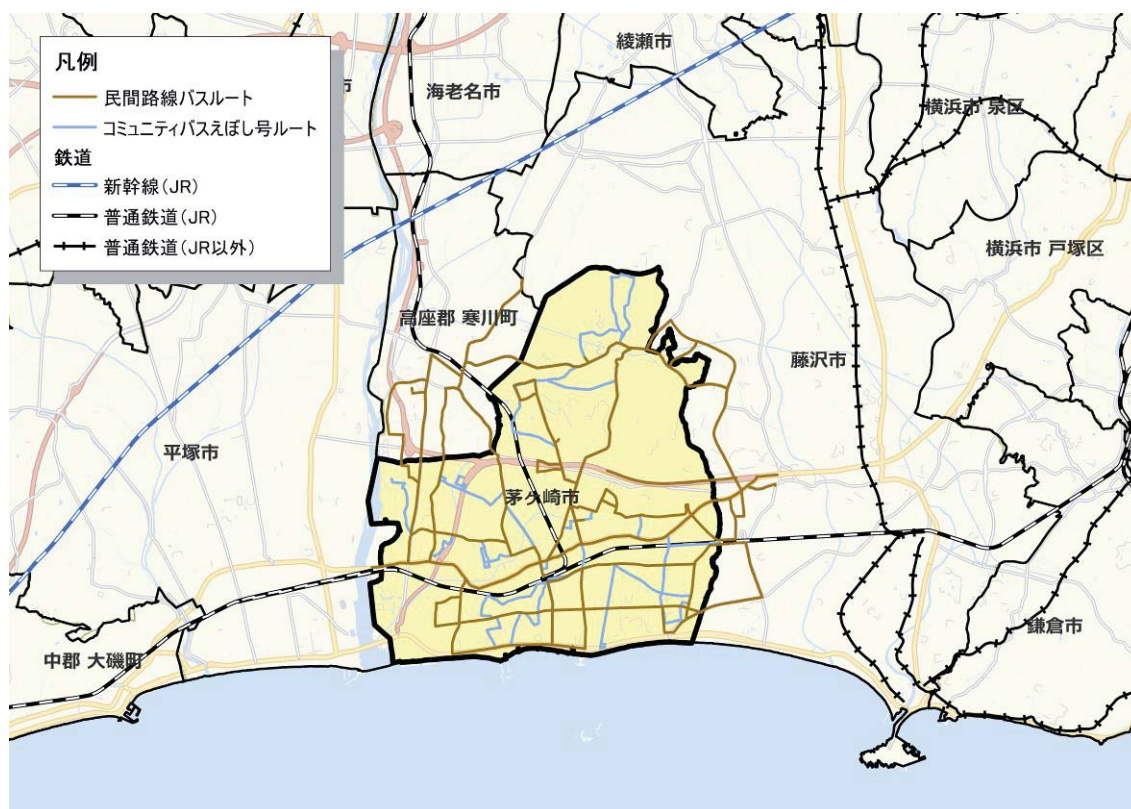 凡例
民間路線バスルート
コミュニティバスえぼし号ルート
鉄道
新幹線(JR)
普通鉄道(JR)
普通鉄道(JR以外)
綾瀬市
市
海老名市
横浜市 泉区
横浜市 戸塚区
高座郡 寒川町
藤沢市
平塚市
茅ヶ崎市
鎌倉市
中郡 大磯町